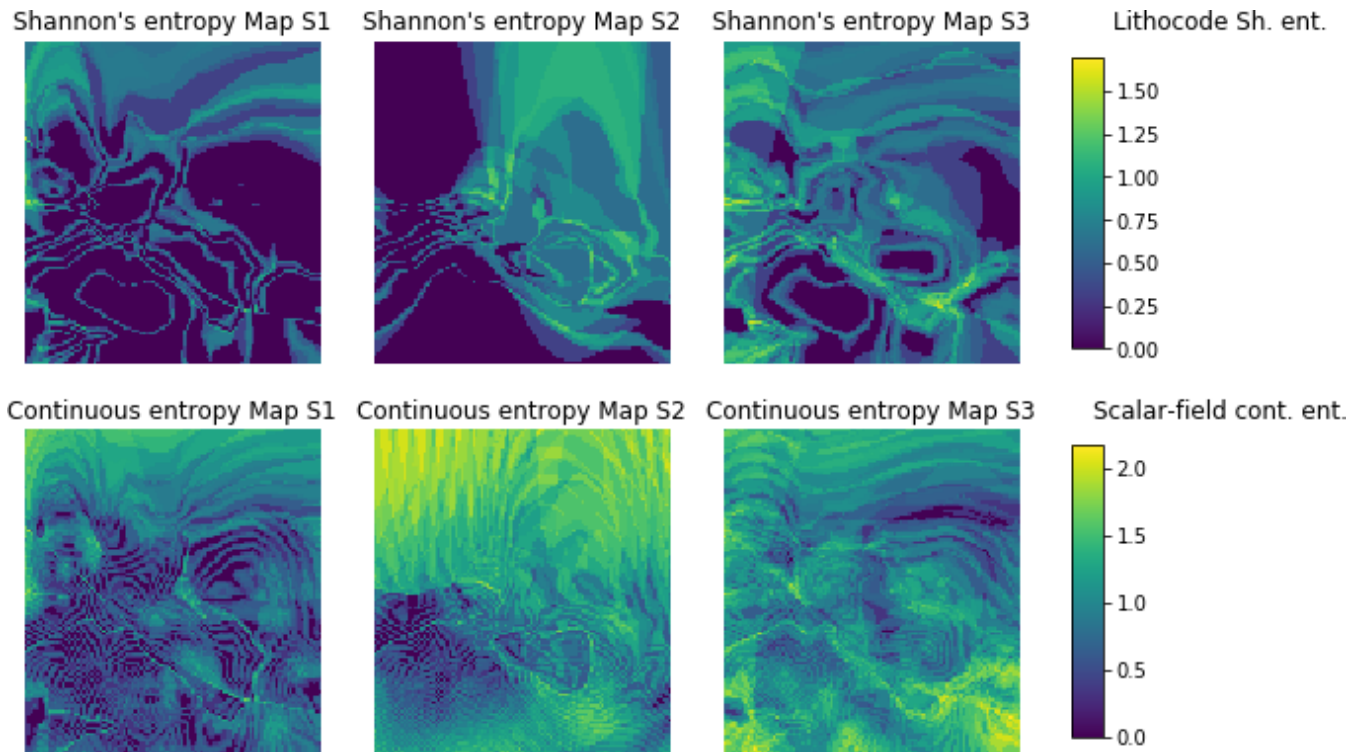 Shannon's entropy Map S1
Shannon's entropy Map S2
Shannon's entropy Map S3
Lithocode Sh. ent.
1.50
1.25
1.00
0.75
0.50
0.25
0.00
Continuous entropy Map S1
Continuous entropy Map S2
Continuous entropy Map S3
Scalar-field cont. ent.
2.0
1.5
1.0
0.5
0.0